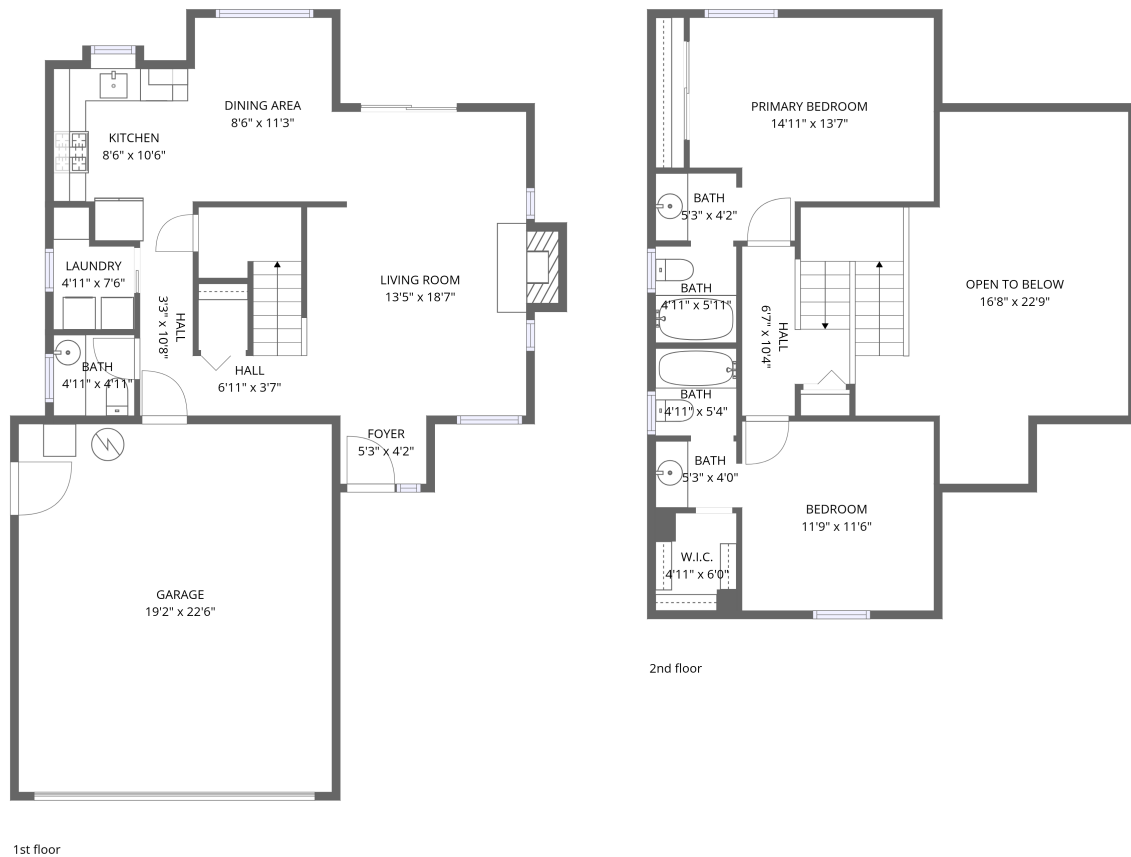 DINING AREA
8'6" x 11'3"
KITCHEN
8'6" x 10'6"
LAUNDRY
4'11" x 7'6"
LIVING ROOM
13'5" x 18'7"
HALL
3'3" x 10'8"
BATH
4'11" x 4'11"
HALL
6'11" x 3'7"
FOYER
5'3" x 4'2"
GARAGE
19'2" x 22'6"
1st floor
PRIMARY BEDROOM
14'11" x 13'7"
BATH
5'3" x 4'2"
BATH
4'11" x 5'11"
OPEN TO BELOW
16'8" x 22'9"
HALL
6'7" x 10'4"
BATH
4'11" x 5'4"
BATH
5'3" x 4'0"
BEDROOM
11'9" x 11'6"
W.I.C.
4'11" x 6'0"
2nd floor